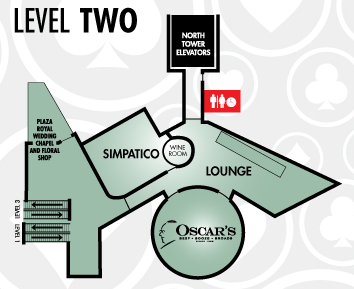 LEVEL TWO
NORTH
TOWER
ELEVATORS
PLAZA
ROYAL
WEDDING
CHAPEL
AND FLORAL
SHOP
SIMPATICO
WINE
ROOM
LOUNGE
LEVEL 3
LEVEL 1
OSCAR'S
BEEF • BOOZE • BROADS